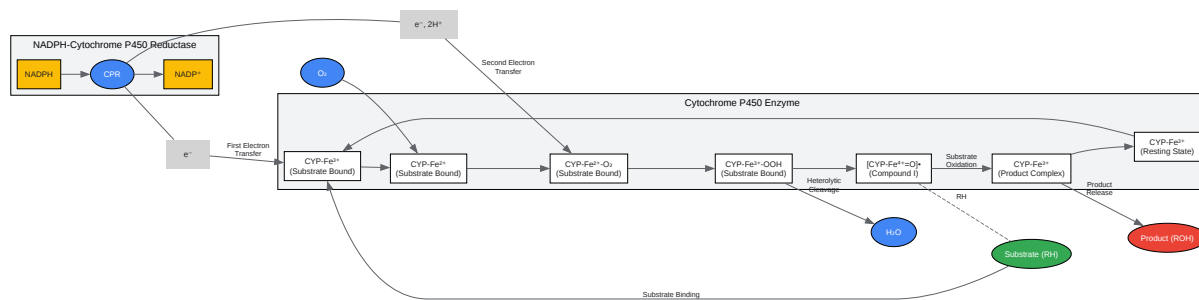 e⁻, 2H⁺
NADPH-Cytochrome P450 Reductase
NADPH
CPR
NADP⁺
Second Electron
Transfer
O₂
Cytochrome P450 Enzyme
e⁻
First Electron
Transfer
CYP-Fe³⁺
(Substrate Bound)
CYP-Fe²⁺
(Substrate Bound)
CYP-Fe²⁺-O₂
(Substrate Bound)
CYP-Fe³⁺-OOH
(Substrate Bound)
[CYP-Fe⁴⁺=O]•
(Compound I)
Substrate
Oxidation
CYP-Fe³⁺
(Product Complex)
CYP-Fe³⁺
(Resting State)
Heterolytic
Cleavage
RH
Product
Release
H₂O
Substrate (RH)
Product (ROH)
Substrate Binding